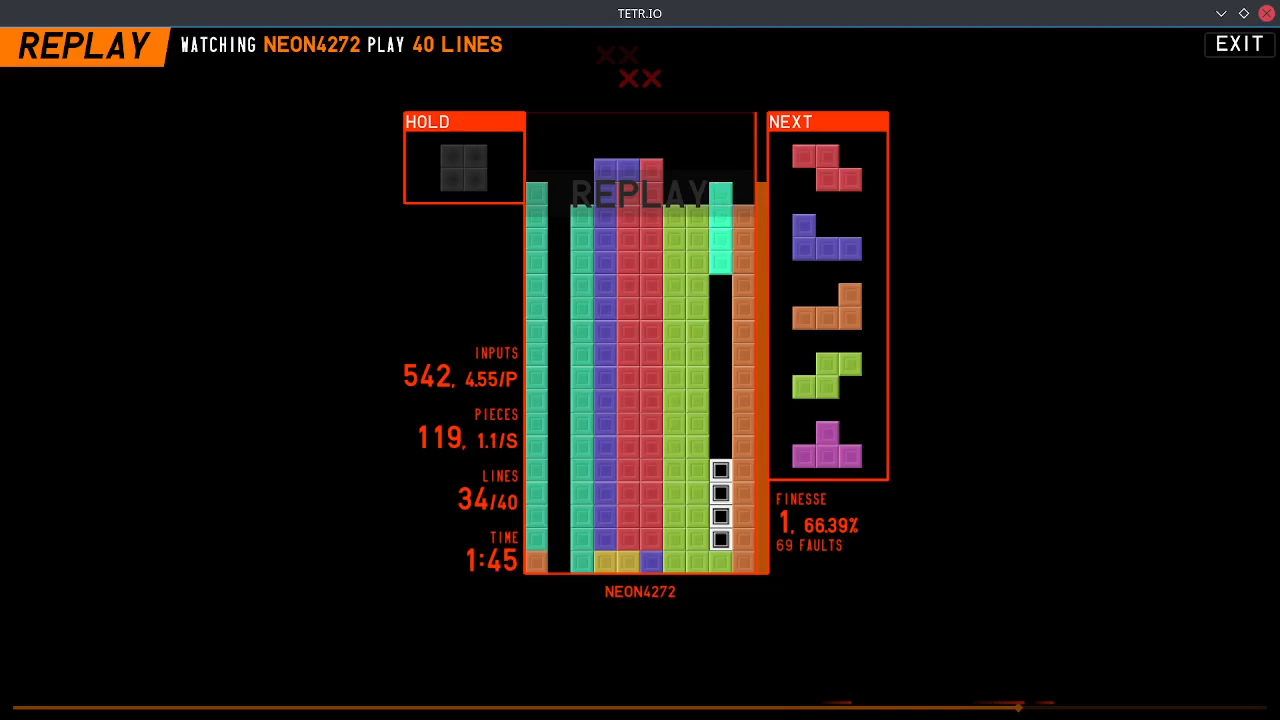 TETR.IO
REPLAY WATCHING NEON4272 PLAY 40 LINES EXIT
HOLD
NEXT
REPLAY
INPUTS
542, 4.55/P
PIECES
119, 1.1/S
LINES
34/40
TIME
1:45
FINESSE
1, 66.39%
69 FAULTS
NEON4272